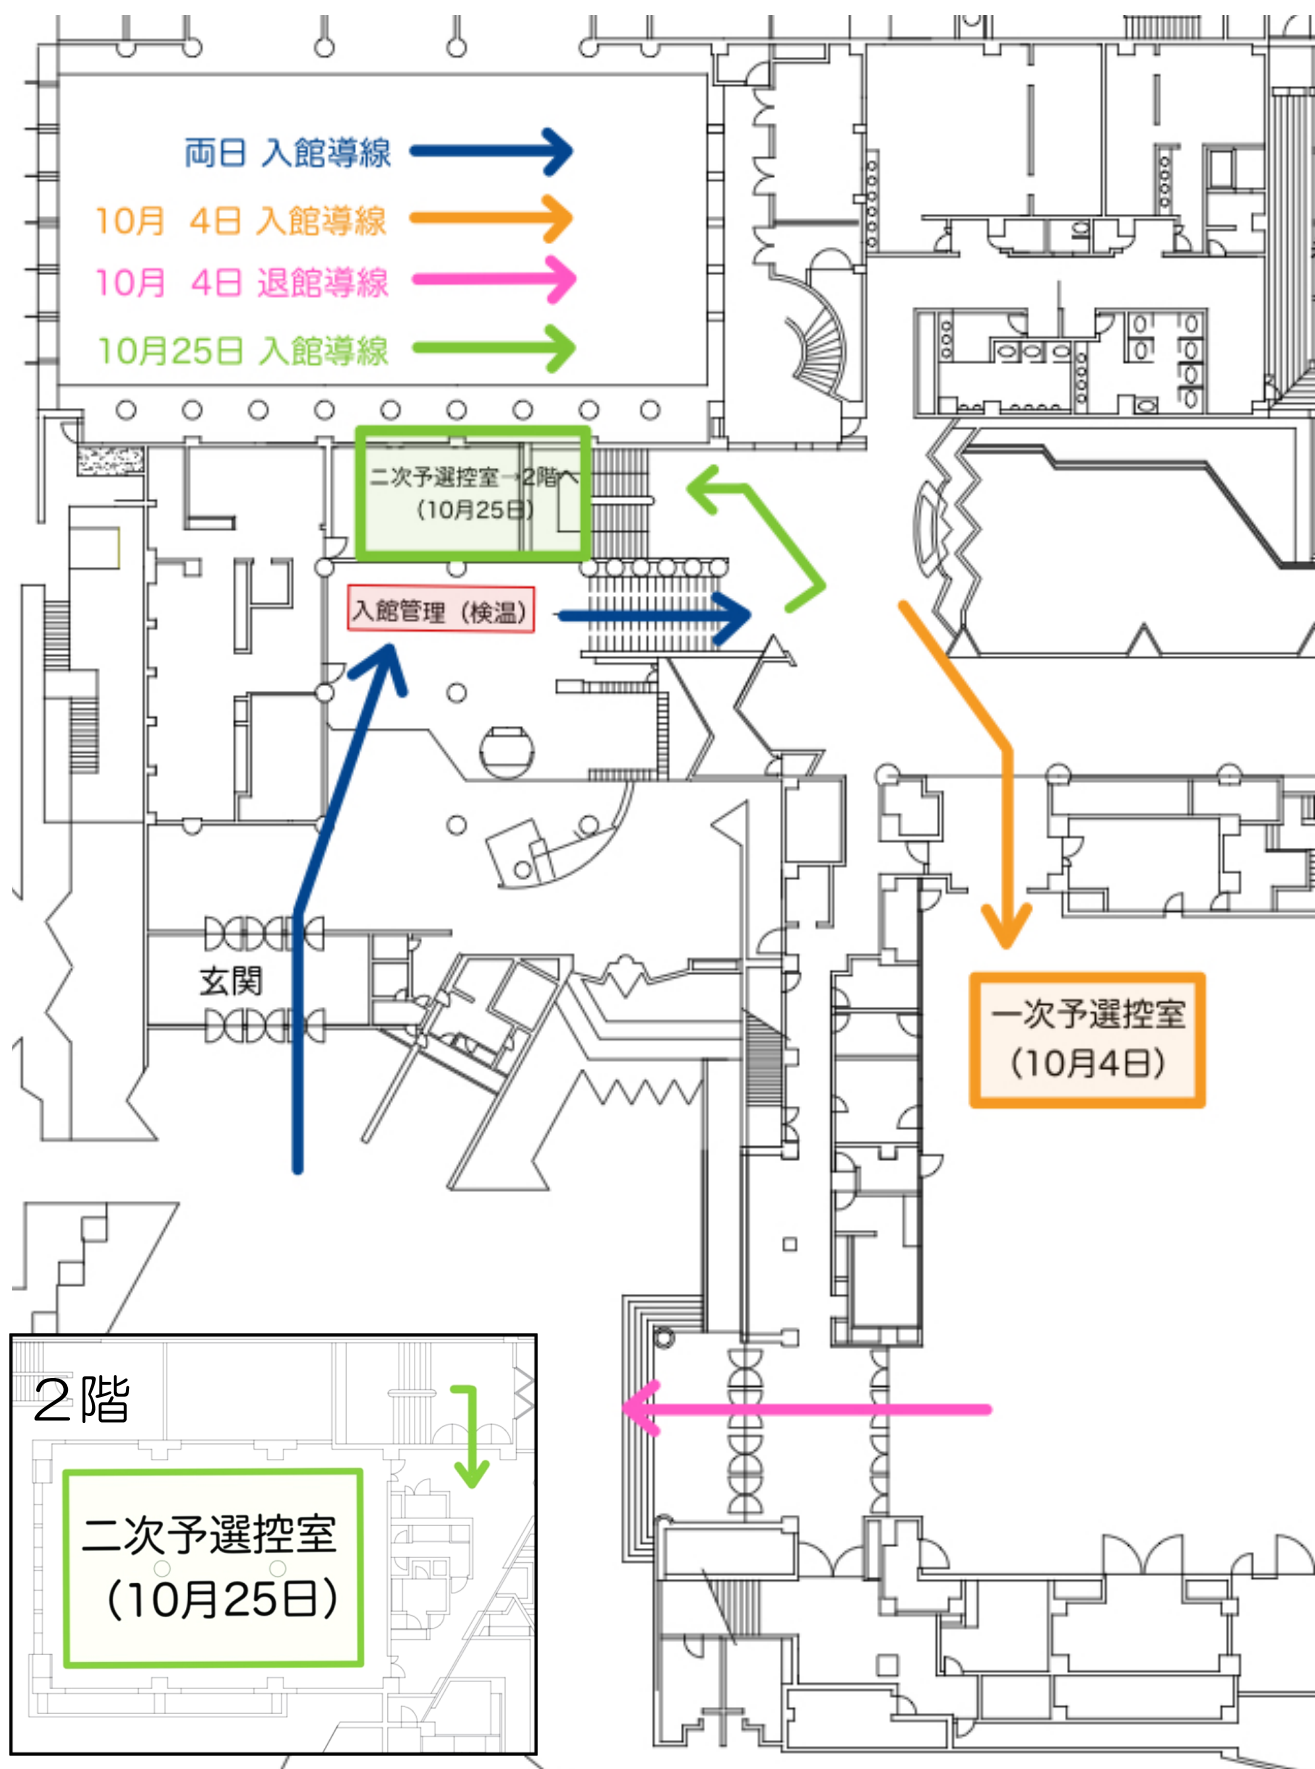 両日 入館導線
10月 4日 入館導線
10月 4日 退館導線
10月25日 入館導線
二次予選控室→2階へ
(10月25日)
入館管理（検温）
玄関
一次予選控室
(10月4日)
2階
二次予選控室
(10月25日)